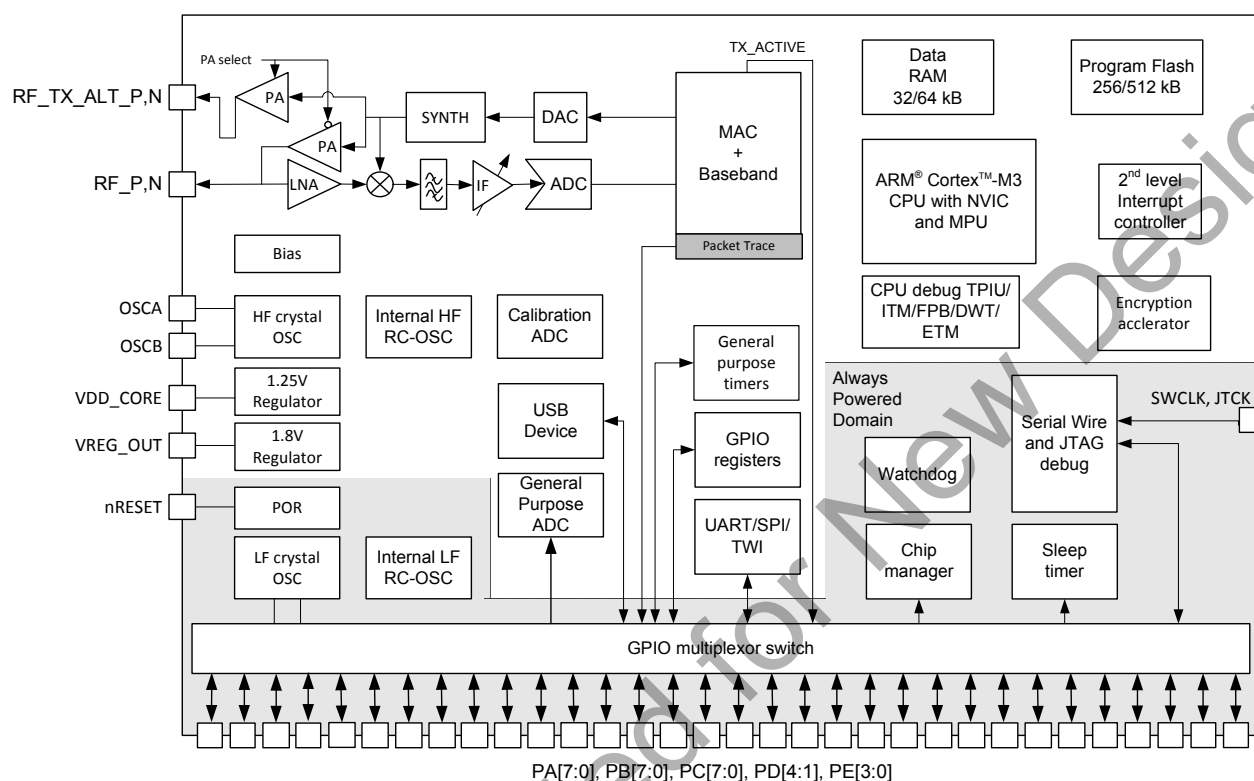 TX_ACTIVE
PA select
RF_TX_ALT_P,N
PA
SYNTH
DAC
MAC
+
Baseband
PA
RF_P,N
LNA
IF
ADC
Packet Trace
Data
RAM
32/64 kB
Program Flash
256/512 kB
ARM® Cortex™-M3
CPU with NVIC
and MPU
2nd level
Interrupt
controller
Bias
OSCA
OSCB
HF crystal
OSC
Internal HF
RC-OSC
Calibration
ADC
CPU debug TPIU/
ITM/FPB/DWT/
ETM
Encryption
acclerator
General
purpose
timers
VDD_CORE
1.25V
Regulator
USB
Device
Always
Powered
Domain
Serial Wire
and JTAG
debug
SWCLK, JTCK
VREG_OUT
1.8V
Regulator
GPIO
registers
Watchdog
nRESET
POR
General
Purpose
ADC
UART/SPI/
TWI
LF crystal
OSC
Internal LF
RC-OSC
Chip
manager
Sleep
timer
GPIO multiplexor switch
PA[7:0], PB[7:0], PC[7:0], PD[4:1], PE[3:0]
ed for New Desig